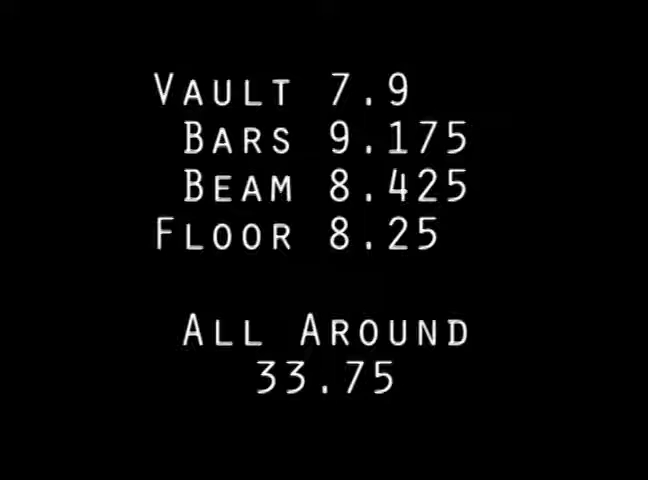 Vault 7.9
Bars 9.175
Beam 8.425
Floor 8.25
All Around
33.75